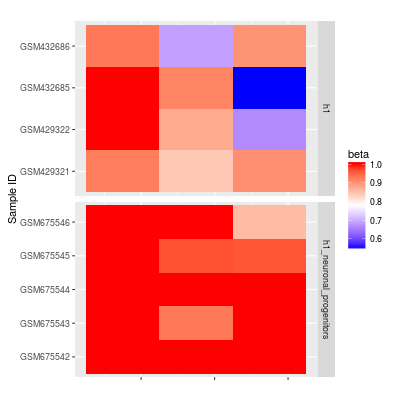 GSM432686
GSM432685
GSM429322
GSM429321
h1
Sample ID
GSM675546
GSM675545
GSM675544
GSM675543
GSM675542
h1_neuronal_progenitors
beta
1.0
0.9
0.8
0.7
0.6